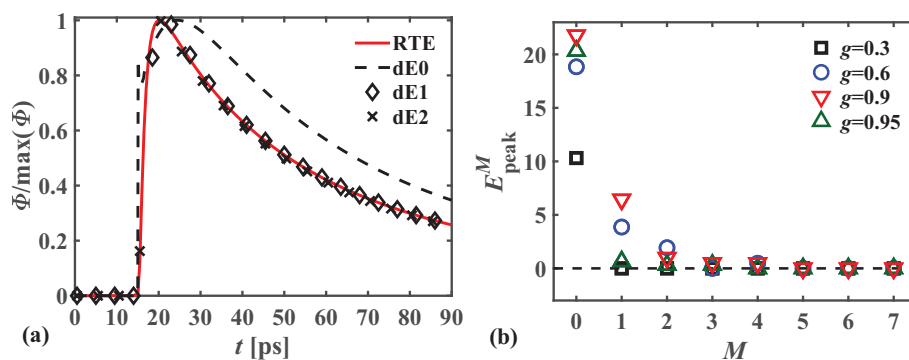 1
0.8
0.6
0.4
0.2
0
Φ/max(Φ)
RTE
dE0
dE1
dE2
0 10 20 30 40 50 60 70 80 90
(a)
t [ps]
20
15
10
5
0
E^M_peak
g=0.3
g=0.6
g=0.9
g=0.95
0 1 2 3 4 5 6 7
(b)
M